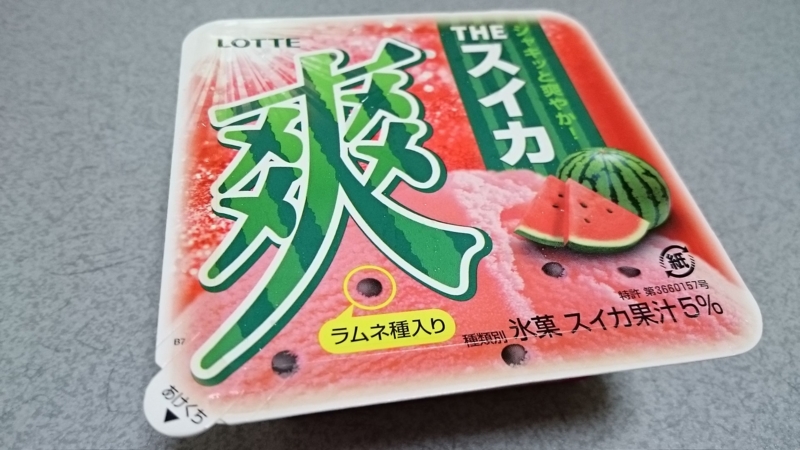 LOTTE
爽
THE
スイカ
シャキッと爽やか!
ラムネ種入り
紙
特許 第3660157号
種類別 氷菓 スイカ果汁5%
B7
あけくち